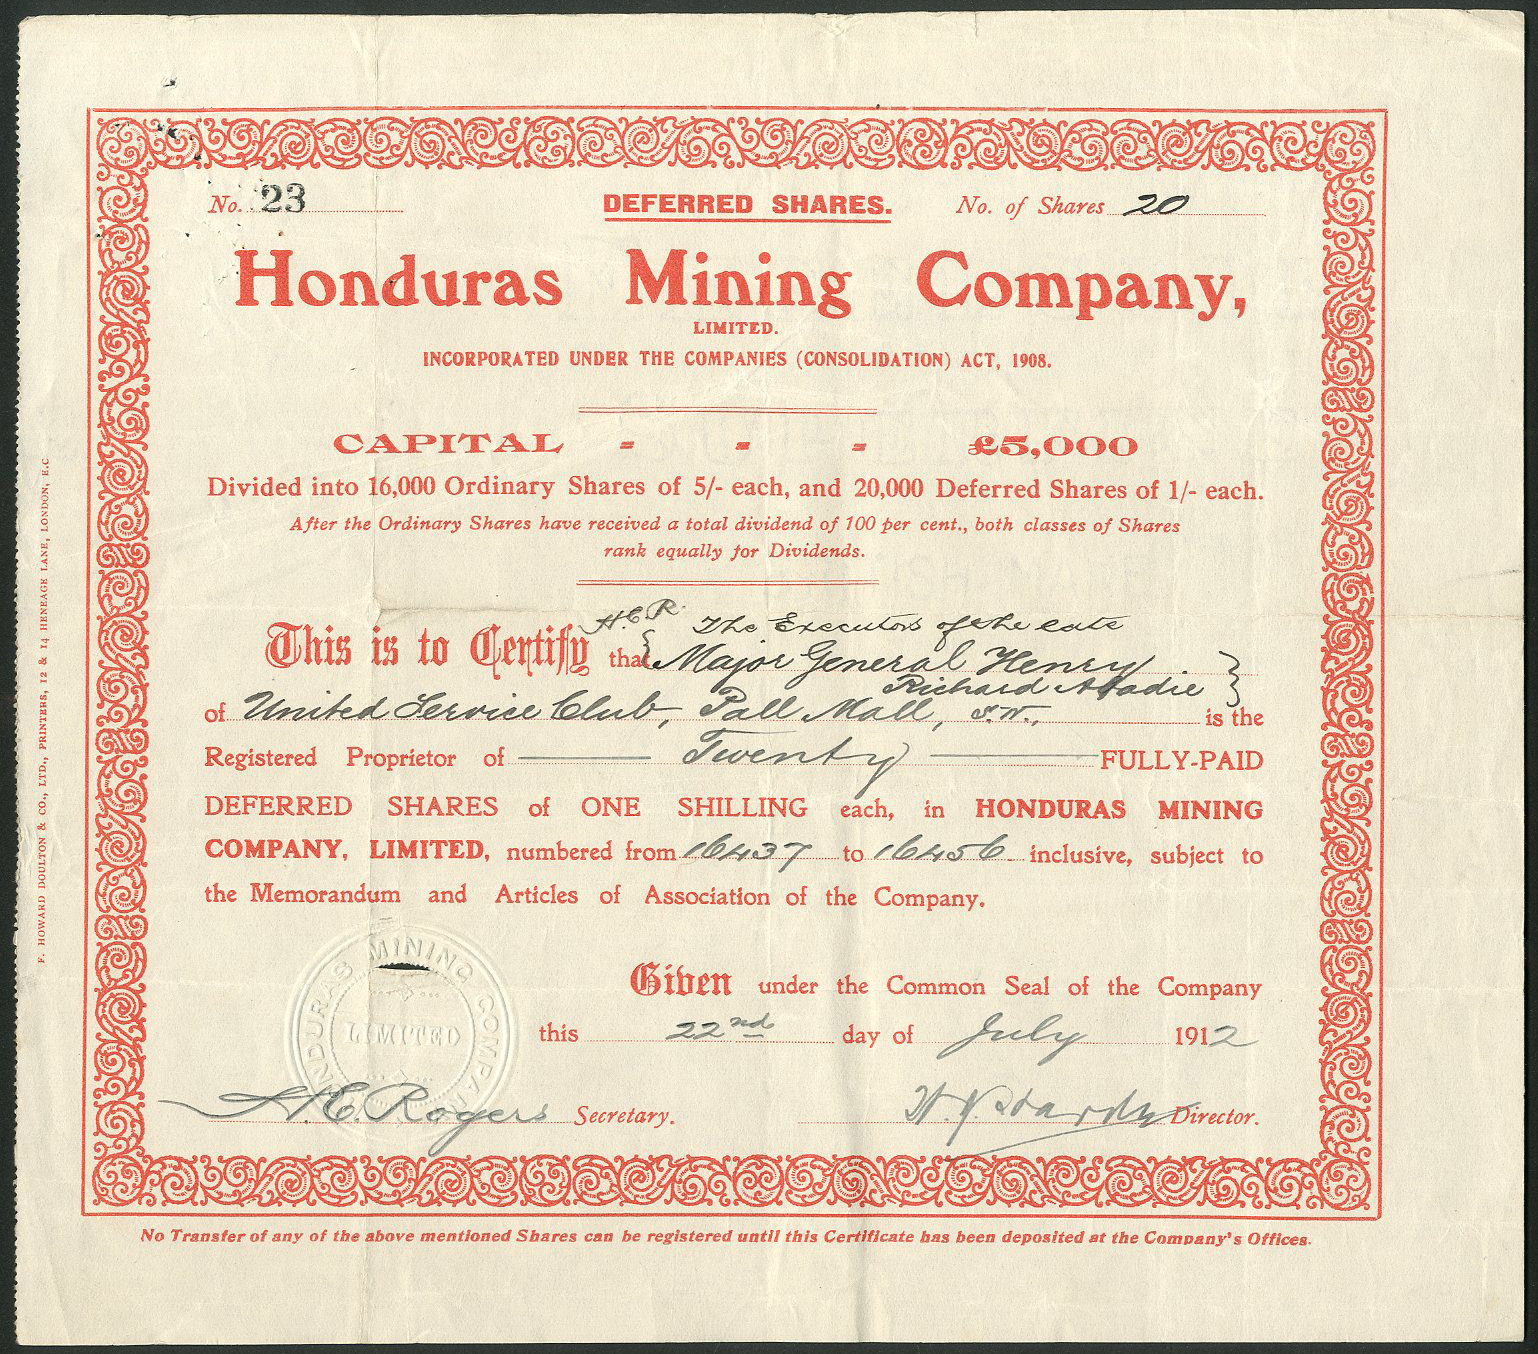 No. 23
DEFERRED SHARES.
No. of Shares 20
Honduras Mining Company,
LIMITED.
INCORPORATED UNDER THE COMPANIES (CONSOLIDATION) ACT, 1908.
CAPITAL - - - £5,000
Divided into 16,000 Ordinary Shares of 5/- each, and 20,000 Deferred Shares of 1/- each.
After the Ordinary Shares have received a total dividend of 100 per cent., both classes of Shares
rank equally for Dividends.
H.E.R. The Executors of the late
This is to Certify that Major General Henry
Richard Abadie
of United Service Club, Pall Mall, S.W., is the
Registered Proprietor of Twenty FULLY-PAID
DEFERRED SHARES of ONE SHILLING each, in HONDURAS MINING
COMPANY, LIMITED, numbered from 16437 to 16456 inclusive, subject to
the Memorandum and Articles of Association of the Company.
HONDURAS MINING COMPANY
LIMITED
Given under the Common Seal of the Company
this 22nd day of July 1912
H.E. Rogers Secretary.
Director.
No Transfer of any of the above mentioned Shares can be registered until this Certificate has been deposited at the Company's Offices.
F. HOWARD DOULTON & CO., LTD., PRINTERS, 12 & 14 HENEAGE LANE, LONDON, E.C